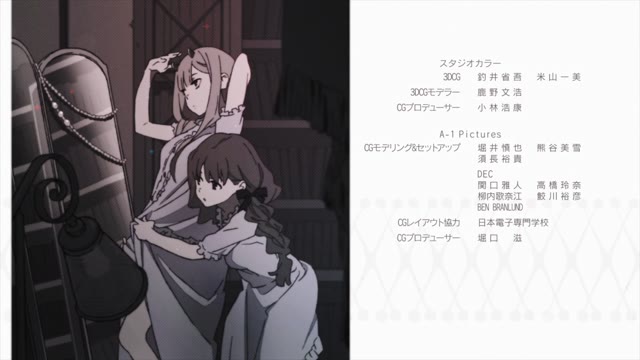 スタジオカラー
3DCG 釣井省吾 米山一美
3DCGモデラー 鹿野文浩
CGプロデューサー 小林浩康
A-1 Pictures
CGモデリング&セットアップ 堀井慎也 熊谷美雪
須長裕貴
DEC
関口雅人 高橋玲奈
柳内歌奈江 鮫川裕彦
BEN BRANLUND
CGレイアウト協力 日本電子専門学校
CGプロデューサー 堀口 滋